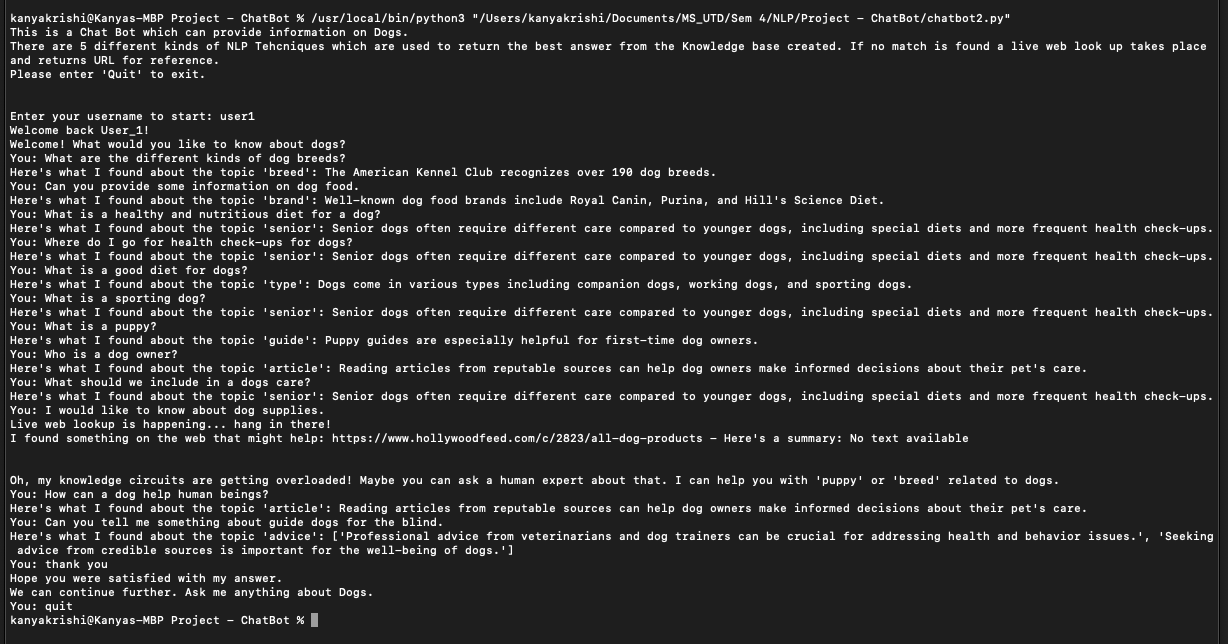 kanyakrishi@Kanyas-MBP Project - ChatBot % /usr/local/bin/python3 "/Users/kanyakrishi/Documents/MS_UTD/Sem 4/NLP/Project - ChatBot/chatbot2.py"
This is a Chat Bot which can provide information on Dogs.
There are 5 different kinds of NLP Tehcniques which are used to return the best answer from the Knowledge base created. If no match is found a live web look up takes place
and returns URL for reference.
Please enter 'Quit' to exit.
Enter your username to start: user1
Welcome back User_1!
Welcome! What would you like to know about dogs?
You: What are the different kinds of dog breeds?
Here's what I found about the topic 'breed': The American Kennel Club recognizes over 190 dog breeds.
You: Can you provide some information on dog food.
Here's what I found about the topic 'brand': Well-known dog food brands include Royal Canin, Purina, and Hill's Science Diet.
You: What is a healthy and nutritious diet for a dog?
Here's what I found about the topic 'senior': Senior dogs often require different care compared to younger dogs, including special diets and more frequent health check-ups.
You: Where do I go for health check-ups for dogs?
Here's what I found about the topic 'senior': Senior dogs often require different care compared to younger dogs, including special diets and more frequent health check-ups.
You: What is a good diet for dogs?
Here's what I found about the topic 'type': Dogs come in various types including companion dogs, working dogs, and sporting dogs.
You: What is a sporting dog?
Here's what I found about the topic 'senior': Senior dogs often require different care compared to younger dogs, including special diets and more frequent health check-ups.
You: What is a puppy?
Here's what I found about the topic 'guide': Puppy guides are especially helpful for first-time dog owners.
You: Who is a dog owner?
Here's what I found about the topic 'article': Reading articles from reputable sources can help dog owners make informed decisions about their pet's care.
You: What should we include in a dogs care?
Here's what I found about the topic 'senior': Senior dogs often require different care compared to younger dogs, including special diets and more frequent health check-ups.
You: I would like to know about dog supplies.
Live web lookup is happening... hang in there!
I found something on the web that might help: https://www.hollywoodfeed.com/c/2823/all-dog-products - Here's a summary: No text available
Oh, my knowledge circuits are getting overloaded! Maybe you can ask a human expert about that. I can help you with 'puppy' or 'breed' related to dogs.
You: How can a dog help human beings?
Here's what I found about the topic 'article': Reading articles from reputable sources can help dog owners make informed decisions about their pet's care.
You: Can you tell me something about guide dogs for the blind.
Here's what I found about the topic 'advice': ['Professional advice from veterinarians and dog trainers can be crucial for addressing health and behavior issues.', 'Seeking
advice from credible sources is important for the well-being of dogs.']
You: thank you
Hope you were satisfied with my answer.
We can continue further. Ask me anything about Dogs.
You: quit
kanyakrishi@Kanyas-MBP Project - ChatBot %